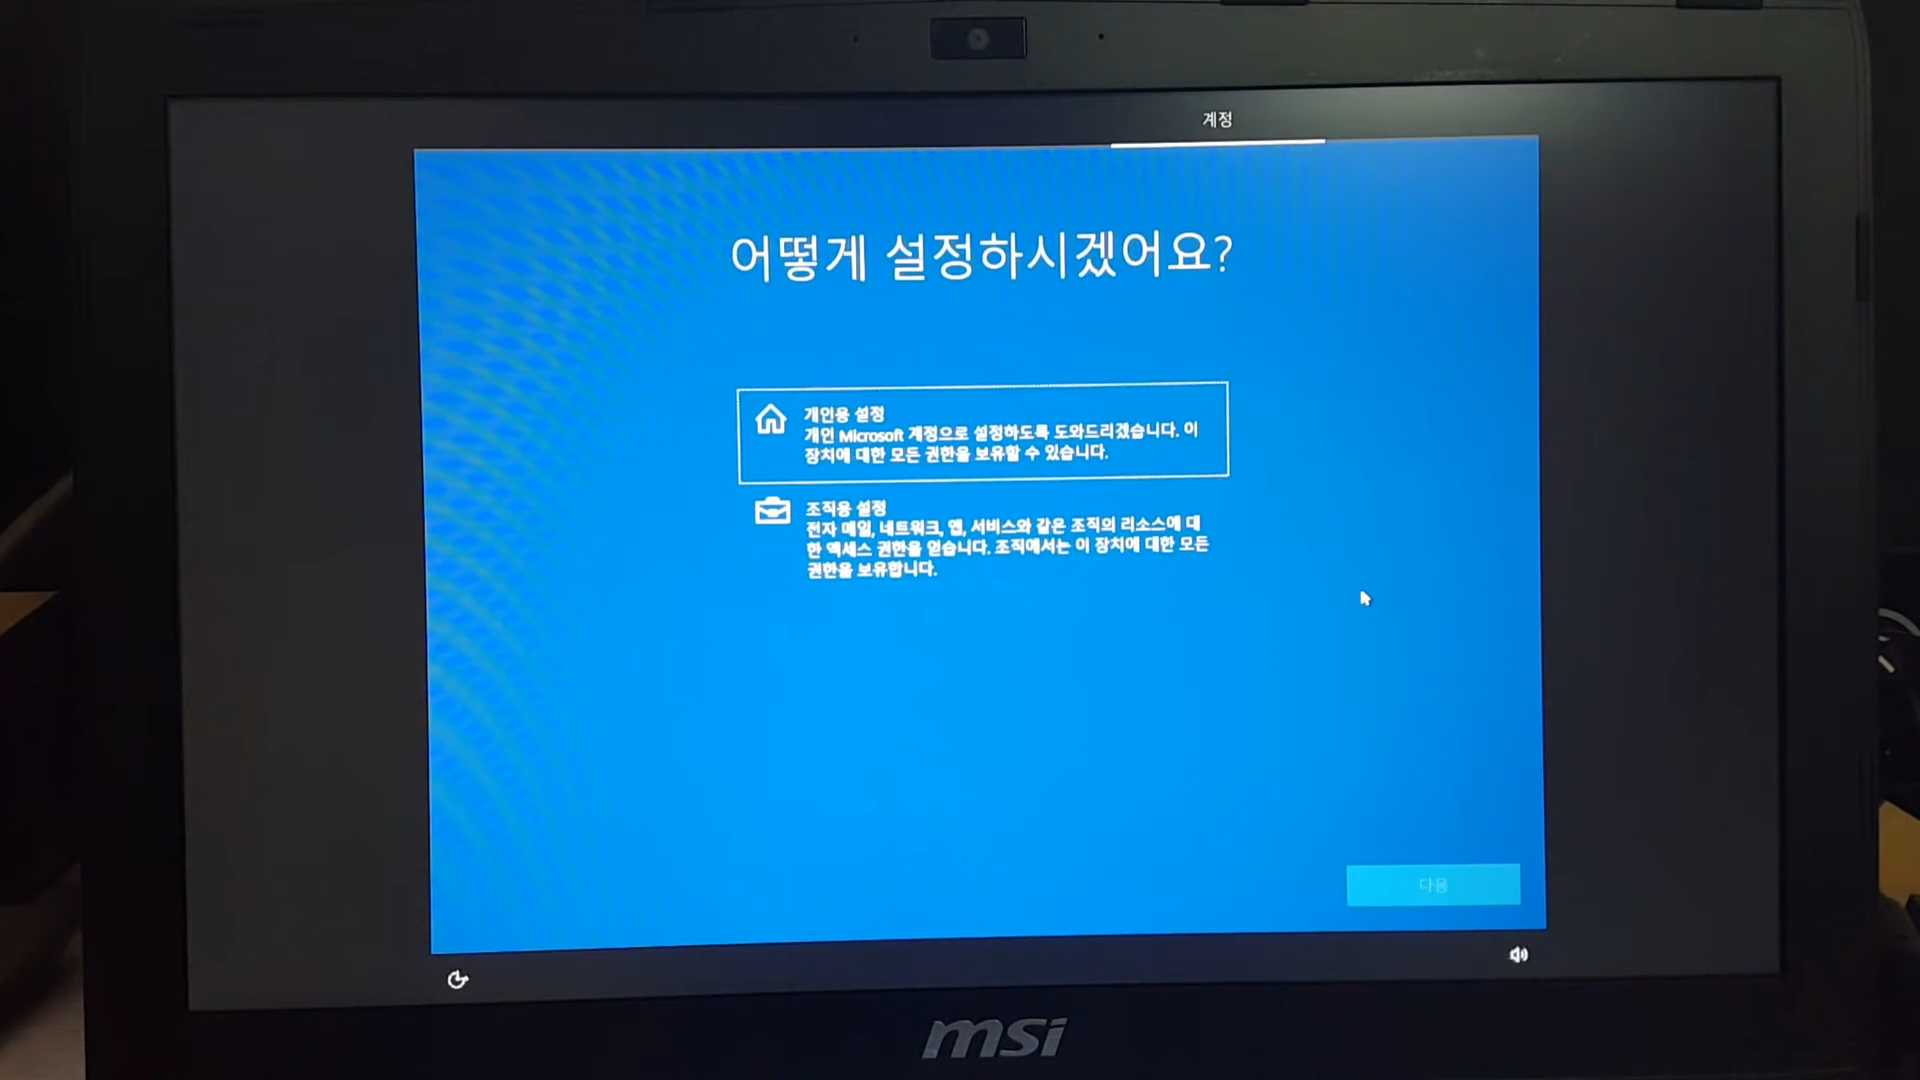 계정
어떻게 설정하시겠어요?
개인용 설정
개인 Microsoft 계정으로 설정하도록 도와드리겠습니다. 이
장치에 대한 모든 권한을 보유할 수 있습니다.
조직용 설정
전자 메일, 네트워크, 앱, 서비스와 같은 조직의 리소스에 대
한 액세스 권한을 얻습니다. 조직에서는 이 장치에 대한 모든
권한을 보유합니다.
다음
msi